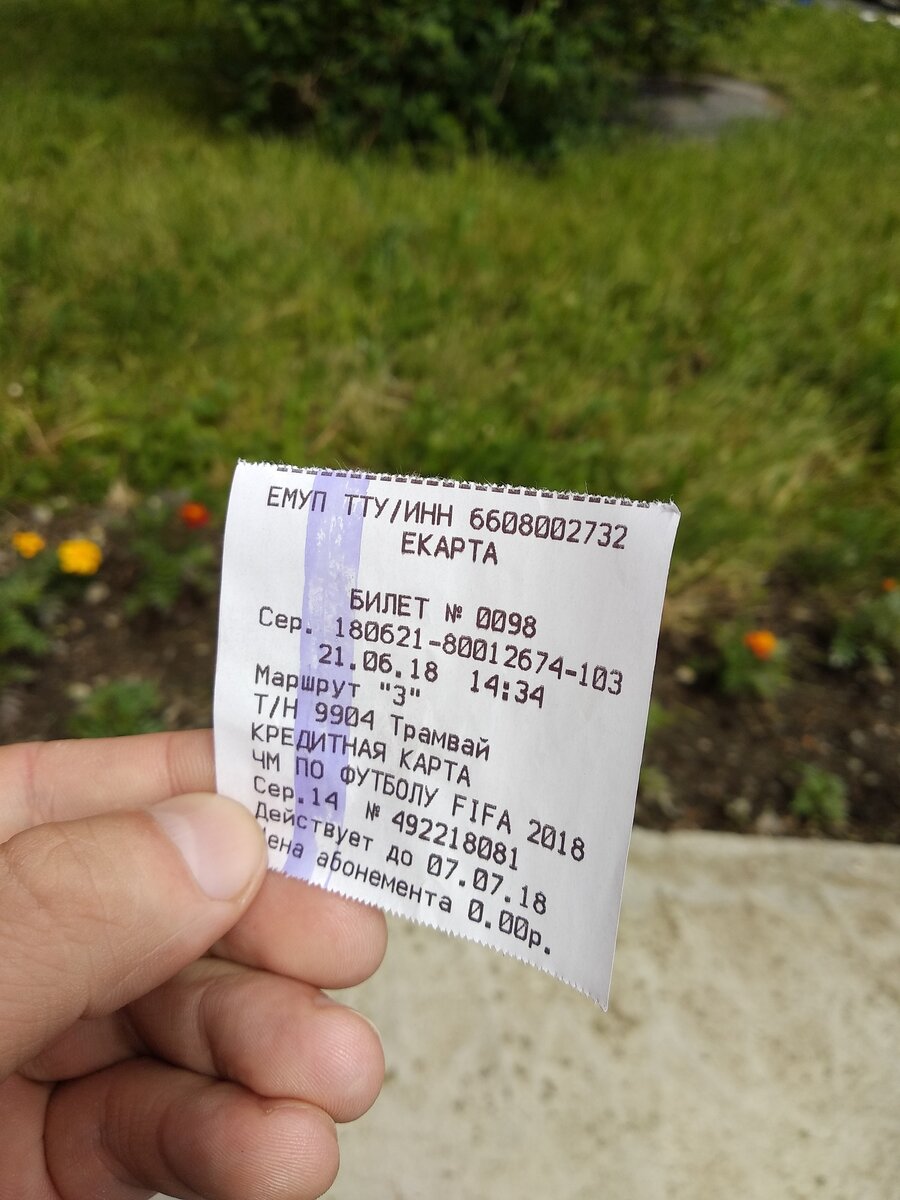 ЕМУП ТТУ/ИНН 6608002732
ЕКАРТА
БИЛЕТ № 0098
Сер. 180621-80012674-103
21.06.18 14:34
Маршрут "3"
Т/Н 9904 Трамвай
КРЕДИТНАЯ КАРТА
ЧМ ПО ФУТБОЛУ FIFA 2018
Сер.14 № 492218081
Действует до 07.07.18
ена абонемента 0.00р.